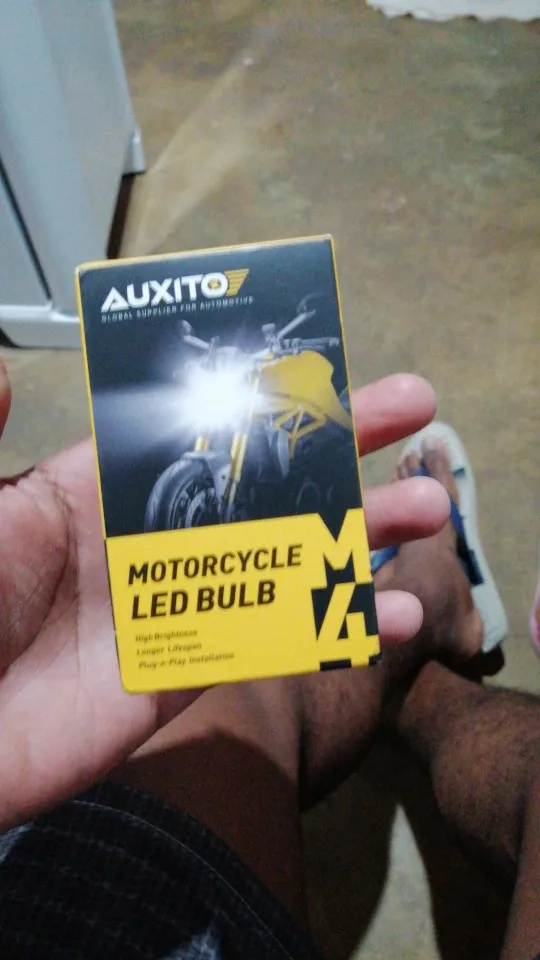 AUXITO
GLOBAL SUPPLIER FOR AUTOMOTIVE
MOTORCYCLE
LED BULB
M4
High Brightness
Longer Lifespan
Plug-n-Play Installation